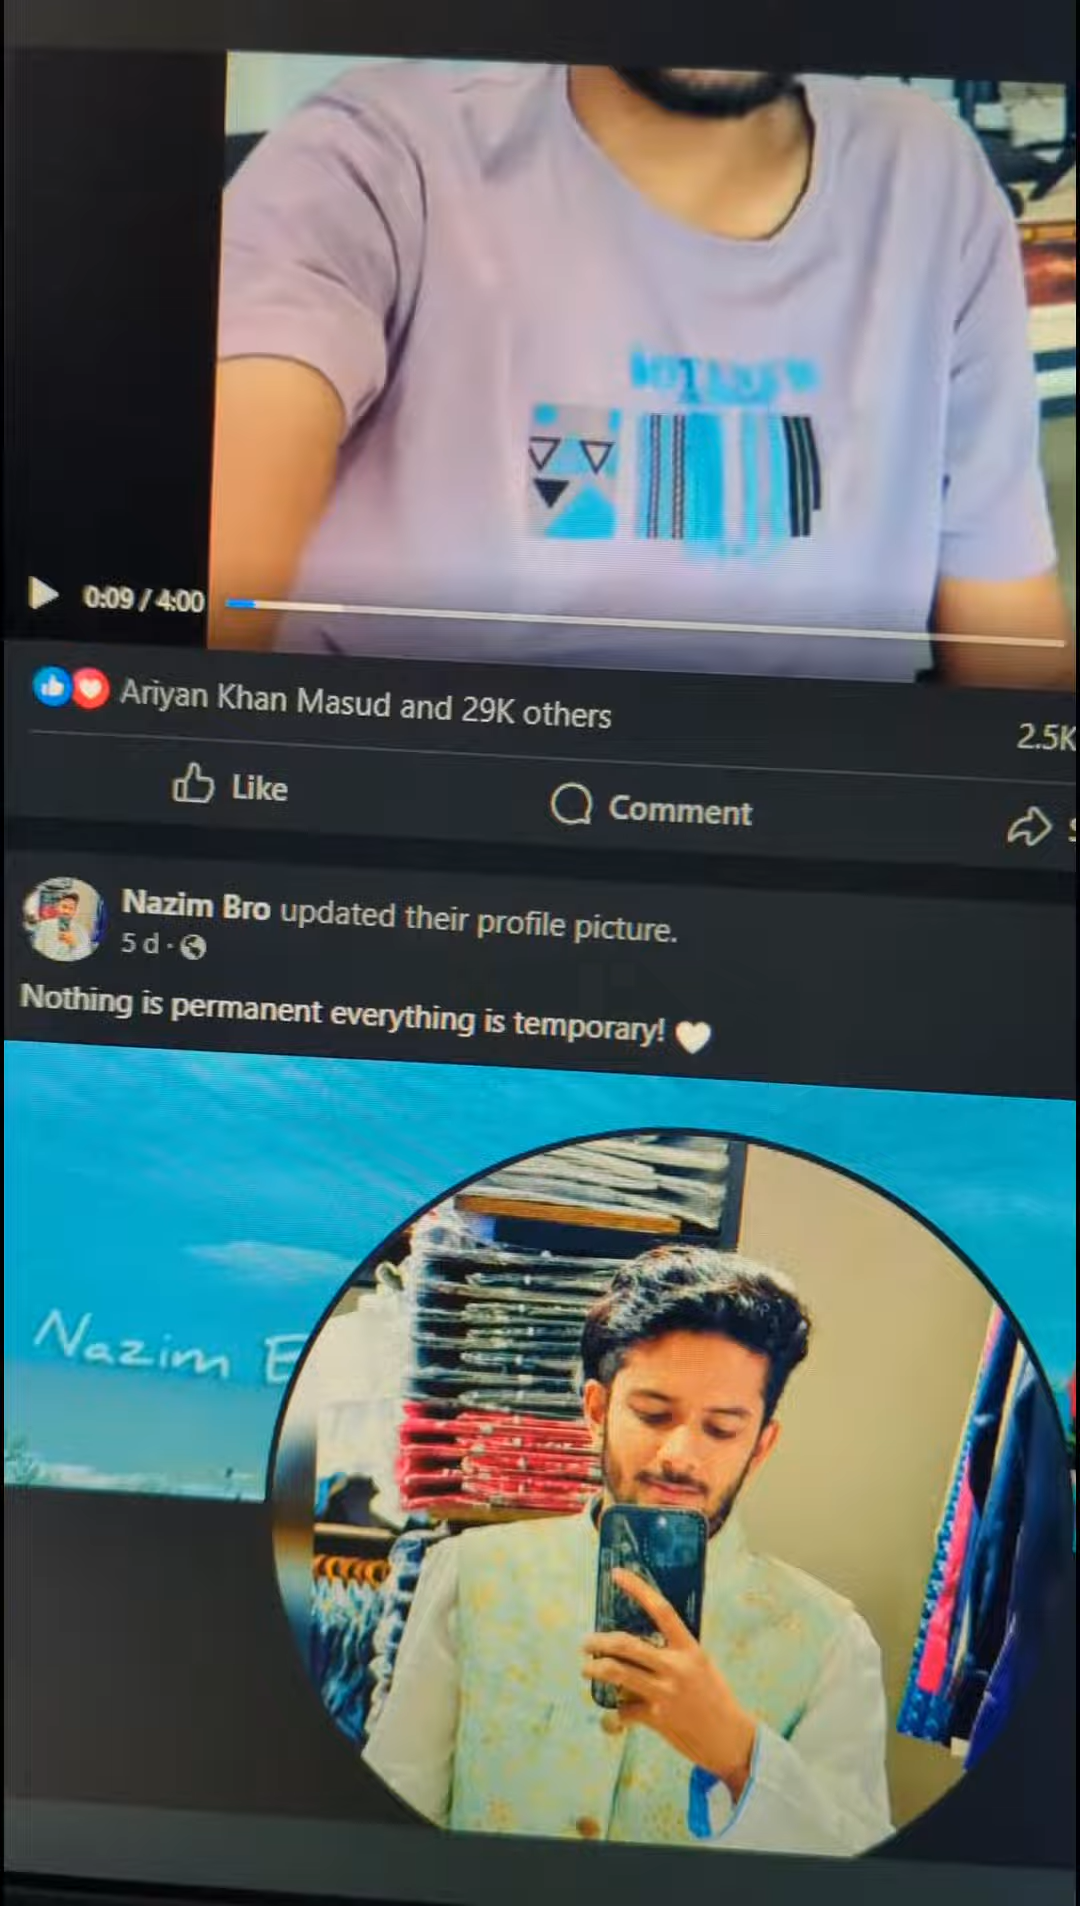 0:09 / 4:00
Ariyan Khan Masud and 29K others
2.5K
Like
Comment
Nazim Bro updated their profile picture.
5 d
Nothing is permanent everything is temporary!
Nazim